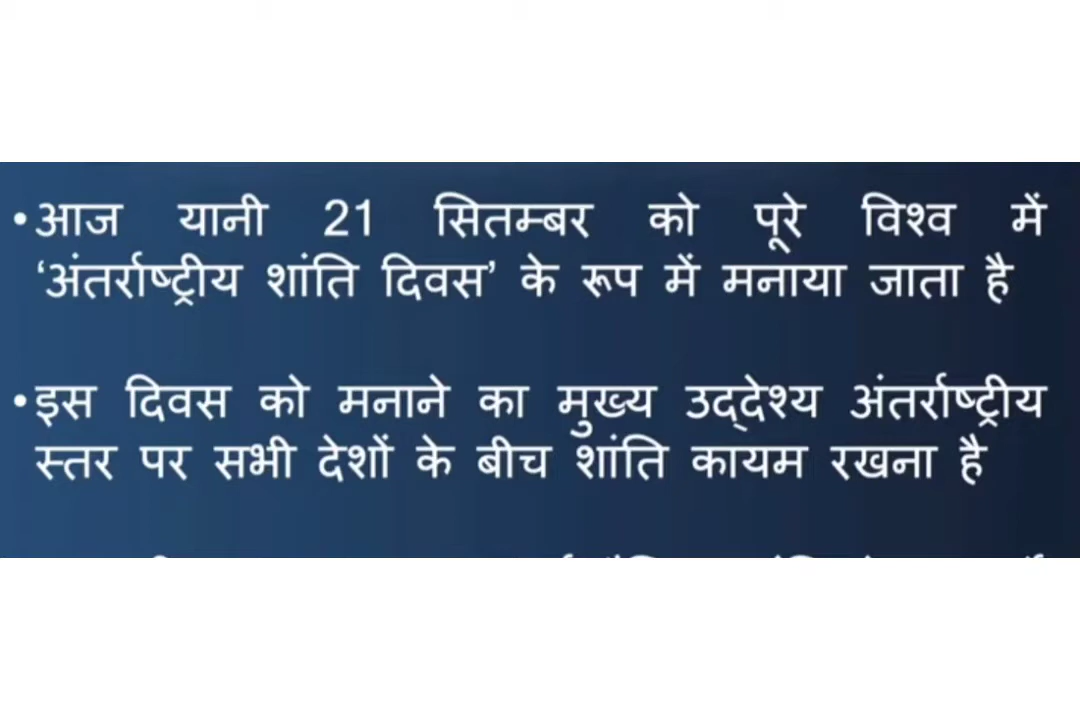 •आज यानी 21 सितम्बर को पूरे विश्व में
‘अंतर्राष्ट्रीय शांति दिवस’ के रूप में मनाया जाता है
•इस दिवस को मनाने का मुख्य उद्देश्य अंतर्राष्ट्रीय
स्तर पर सभी देशों के बीच शांति कायम रखना है